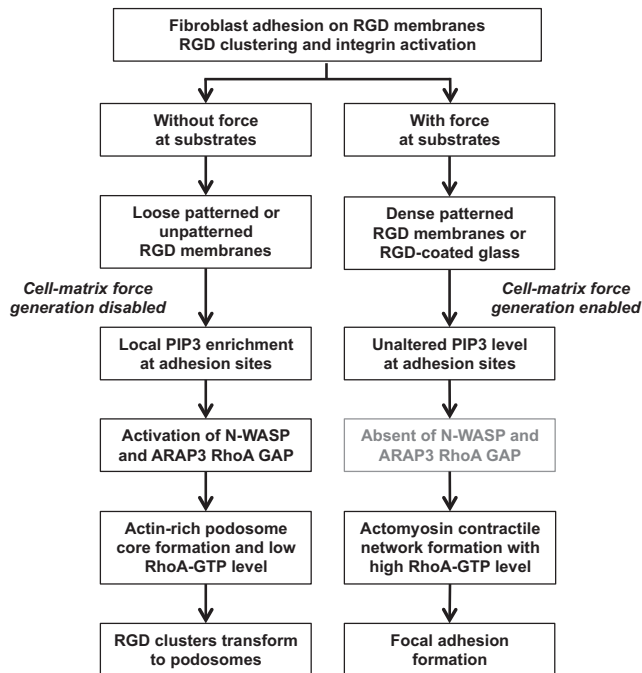 Fibroblast adhesion on RGD membranes
RGD clustering and integrin activation
Without force
at substrates
With force
at substrates
Loose patterned or
unpatterned
RGD membranes
Dense patterned
RGD membranes or
RGD-coated glass
Cell-matrix force
generation disabled
Cell-matrix force
generation enabled
Local PIP3 enrichment
at adhesion sites
Unaltered PIP3 level
at adhesion sites
Activation of N-WASP
and ARAP3 RhoA GAP
Absent of N-WASP and
ARAP3 RhoA GAP
Actin-rich podosome
core formation and low
RhoA-GTP level
Actomyosin contractile
network formation with
high RhoA-GTP level
RGD clusters transform
to podosomes
Focal adhesion
formation